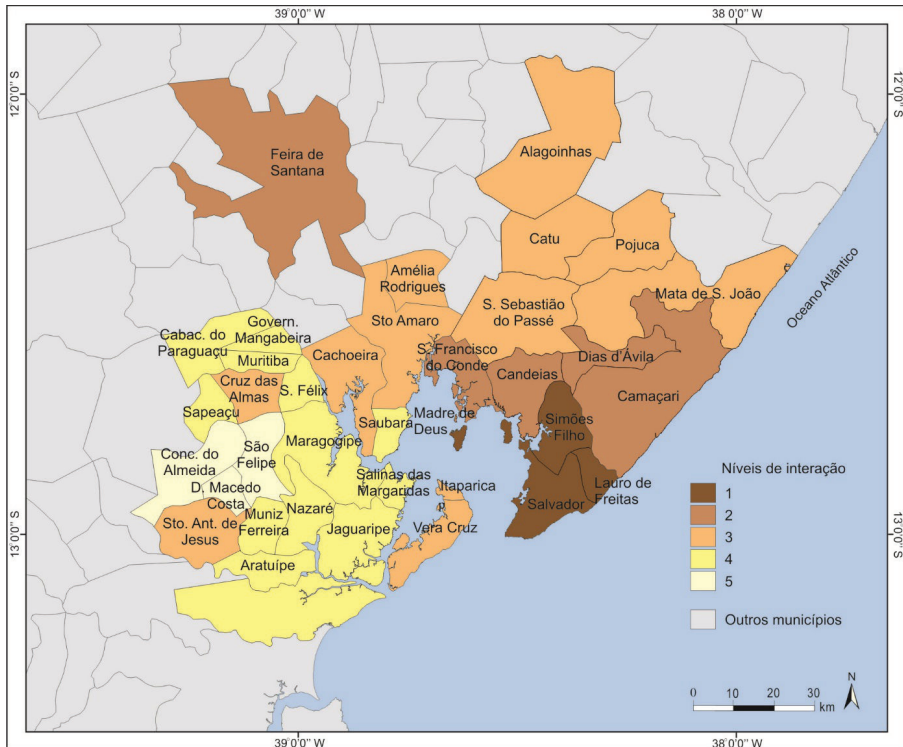 39°0'0" W
38°0'0" W
12°0'0" S
12°0'0" S
Feira de
Santana
Alagoinhas
Catu
Pojuca
Amélia
Rodrigues
Mata de S. João
Oceano Atlântico
S. Sebastião
do Passé
Sto Amaro
Govern.
Mangabeira
Cabac. do
Paraguaçu
Muritiba
Cachoeira
S. Francisco
do Conde
Dias d'Ávila
Candeias
Camaçari
Cruz das
Almas
S. Félix
Sapeaçu
Saubara
Madre de
Deus
Simões
Filho
Maragogipe
São
Felipe
Conc. do
Almeida
Salinas das
Margaridas
Itaparica
Lauro de
Freitas
Salvador
D. Macedo
Costa
Nazaré
Muniz
Ferreira
Sto. Ant. de
Jesus
Jaguaripe
Vera Cruz
Aratuípe
13°0'0" S
13°0'0" S
Níveis de interação
1
2
3
4
5
Outros municípios
N
0 10 20 30
km
39°0'0" W
38°0'0" W